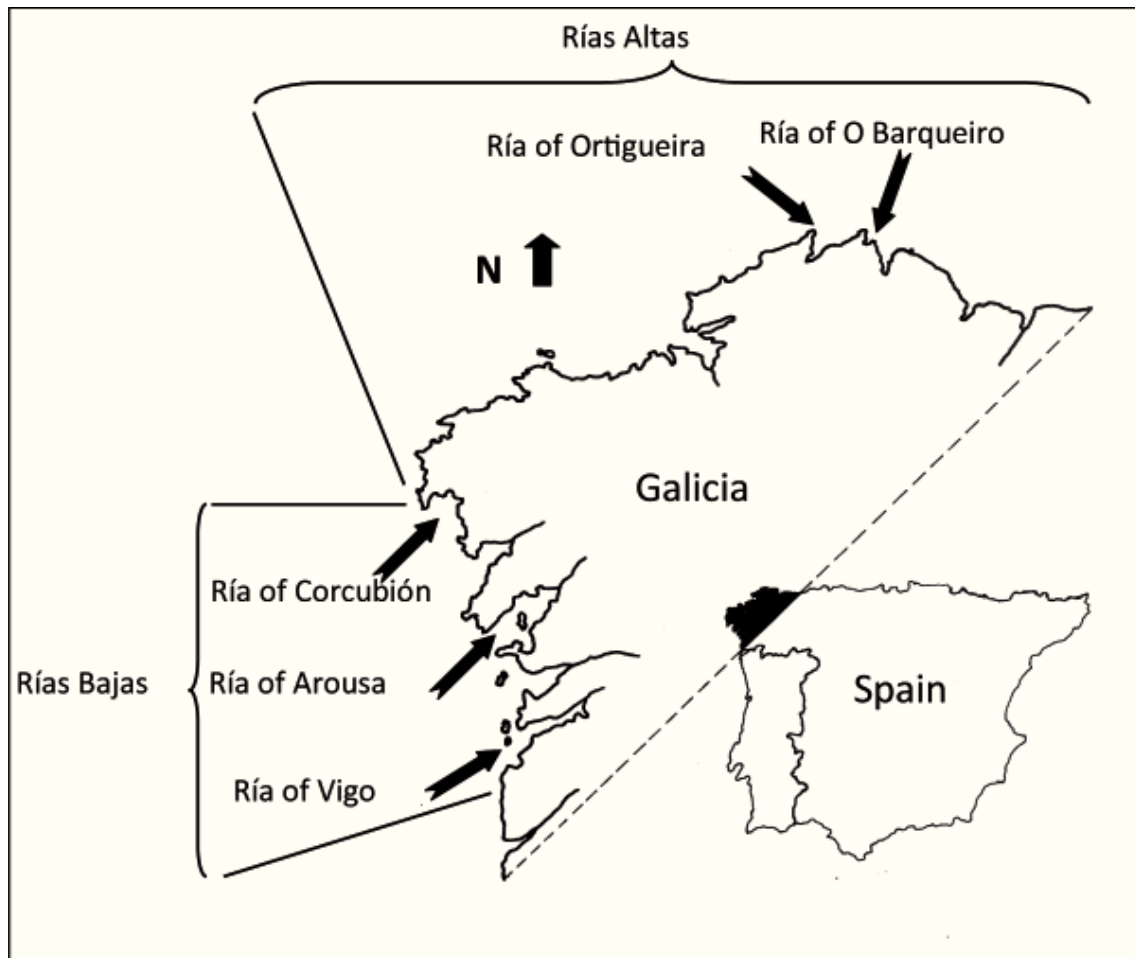 Rías Altas
Ría of Ortigueira
Ría of O Barqueiro
N
Galicia
Ría of Corcubión
Rías Bajas
Ría of Arousa
Spain
Ría of Vigo